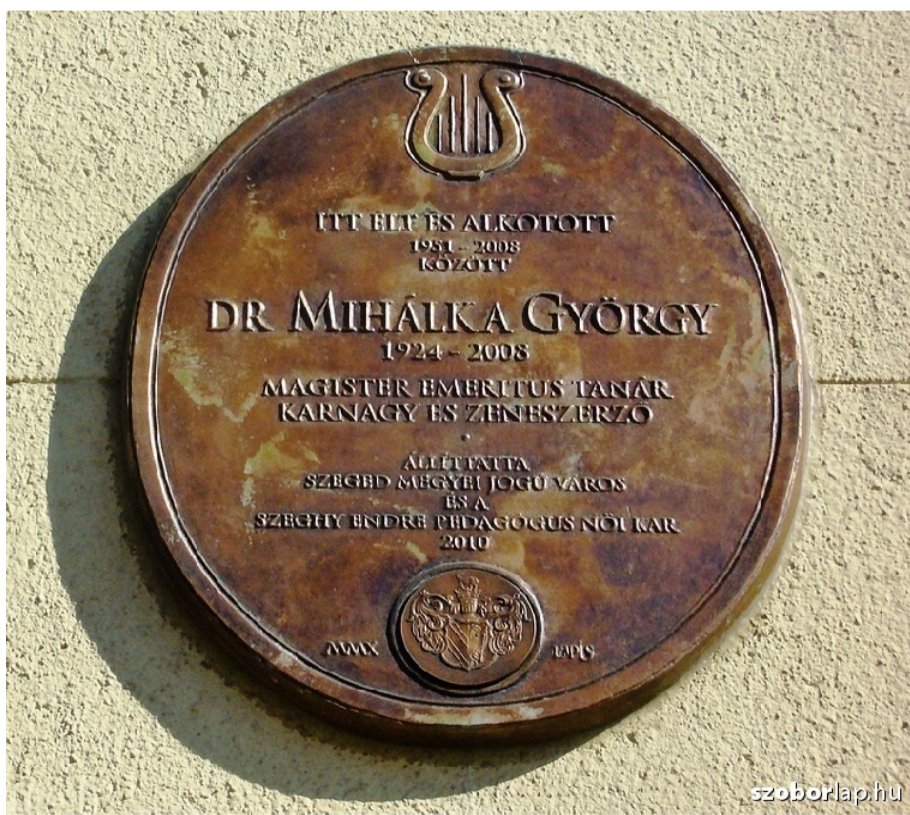 ITT ÉLT ÉS ALKOTOTT
1951 - 2008
KÖZÖTT
DR MIHÁLKA GYÖRGY
1924 - 2008
MAGISTER EMERITUS TANÁR
KARNAGY ÉS ZENESZERZŐ
ÁLLÍTTATTA
SZEGED MEGYEI JOGÚ VÁROS
ÉS A
SZEGHY ENDRE PEDAGÓGUS NŐI KAR
2010
MMX LAPIS
szoborlap.hu